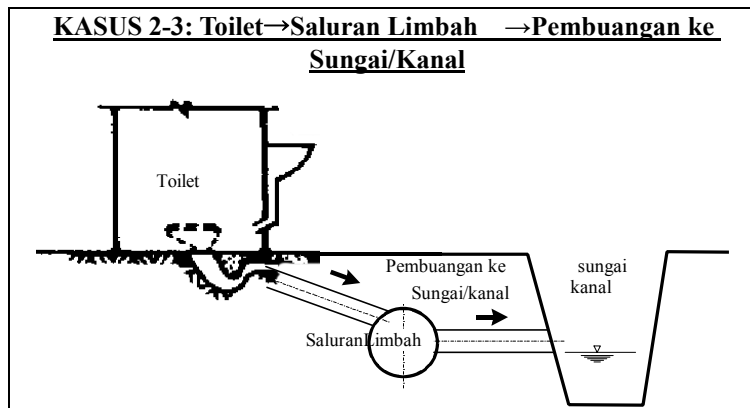 KASUS 2-3: Toilet→Saluran Limbah →Pembuangan ke
Sungai/Kanal
Toilet
Pembuangan ke
Sungai/kanal
sungai
kanal
SaluranLimbah